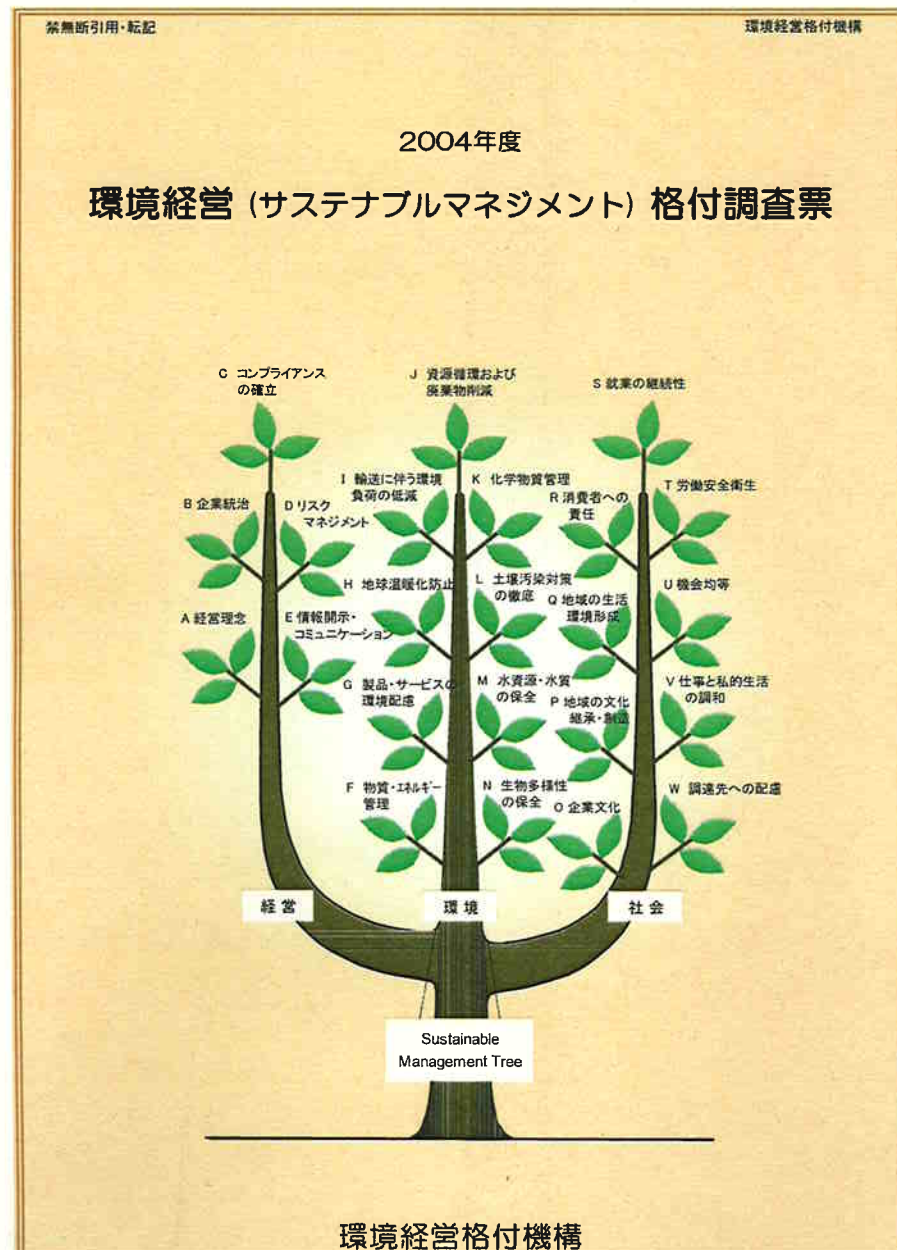 禁無断引用・転記
環境経営格付機構
2004年度
環境経営（サステナブルマネジメント）格付調査票
C コンプライアンス
の確立
J 資源循環および
廃棄物削減
S 就業の継続性
I 輸送に伴う環境
負荷の低減
K 化学物質管理
R 消費者への
責任
T 労働安全衛生
B 企業統治
D リスク
マネジメント
H 地球温暖化防止
L 土壌汚染対策
の徹底
Q 地域の生活
環境形成
U 機会均等
A 経営理念
E 情報開示・
コミュニケーション
G 製品・サービスの
環境配慮
M 水資源・水質
の保全
P 地域の文化
継承・創造
V 仕事と私的生活
の調和
F 物質・エネルギー
管理
N 生物多様性
の保全
O 企業文化
W 調達先への配慮
経営
環境
社会
Sustainable
Management Tree
環境経営格付機構